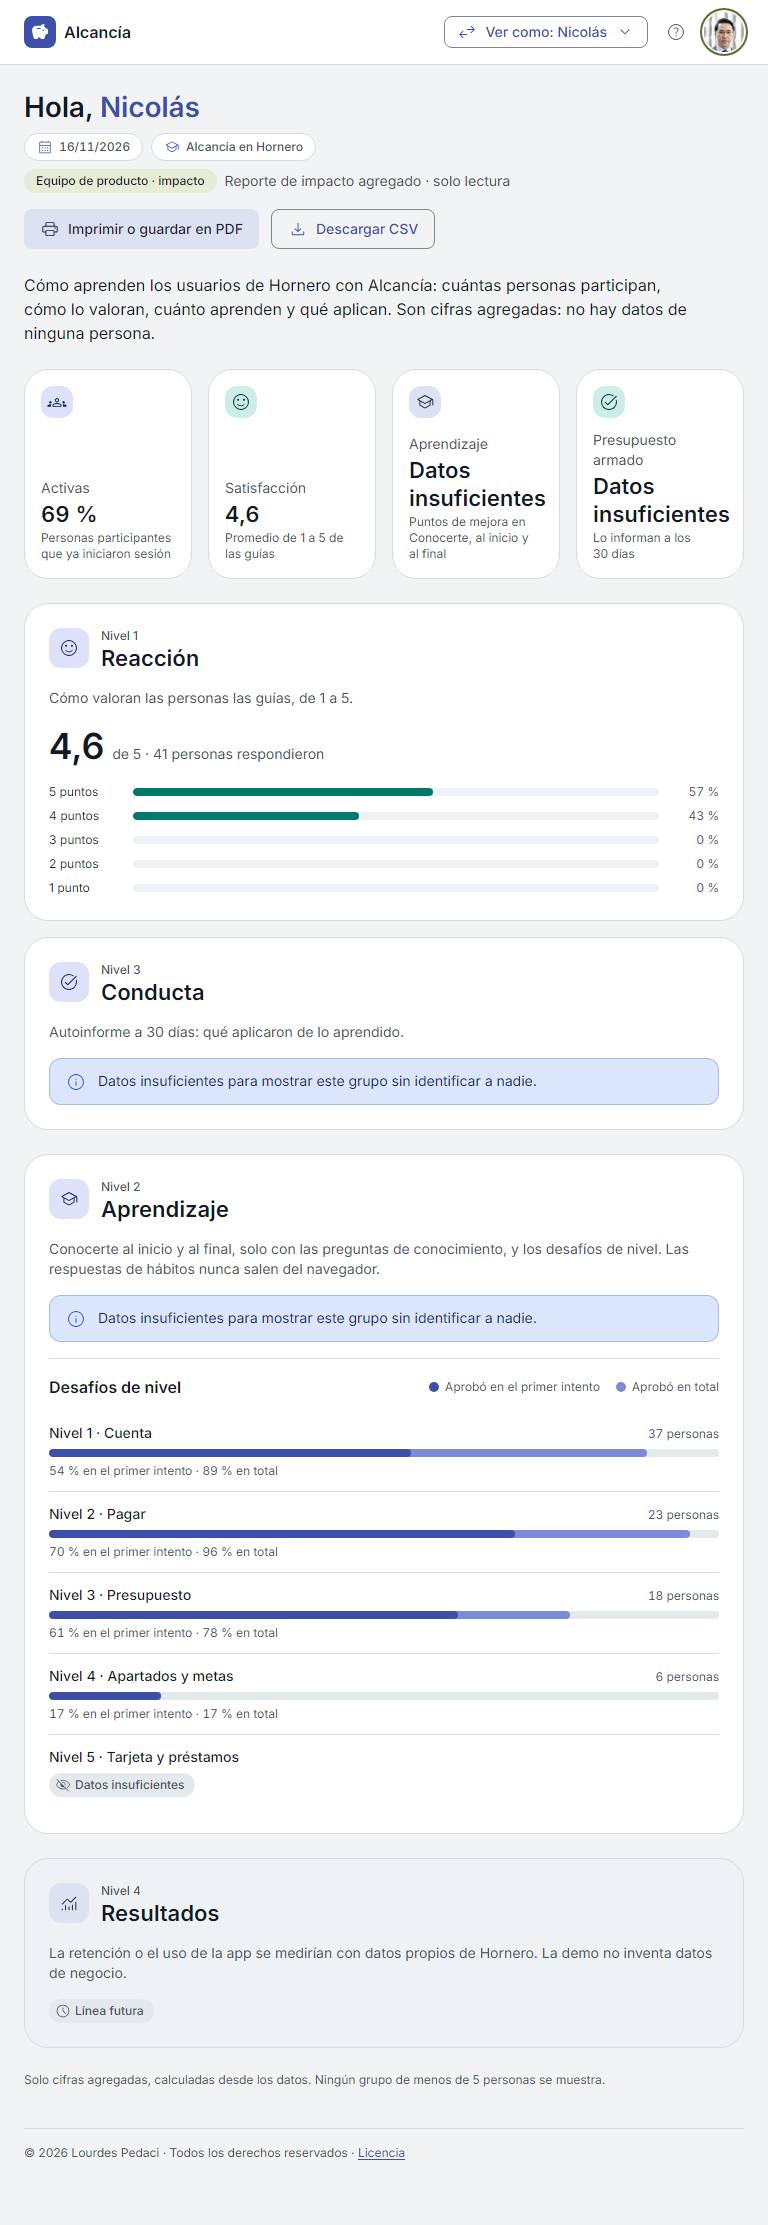 Alcancía
Ver como: Nicolás
Hola, Nicolás
16/11/2026
Alcancía en Hornero
Equipo de producto · impacto
Reporte de impacto agregado · solo lectura
Imprimir o guardar en PDF
Descargar CSV
Cómo aprenden los usuarios de Hornero con Alcancía: cuántas personas participan,
cómo lo valoran, cuánto aprenden y qué aplican. Son cifras agregadas: no hay datos de
ninguna persona.
Activas
69 %
Personas participantes
que ya iniciaron sesión
Satisfacción
4,6
Promedio de 1 a 5 de
las guías
Aprendizaje
Datos
insuficientes
Puntos de mejora en
Conocerte, al inicio y
al final
Presupuesto
armado
Datos
insuficientes
Lo informan a los
30 días
Nivel 1
Reacción
Cómo valoran las personas las guías, de 1 a 5.
4,6 de 5 · 41 personas respondieron
5 puntos 57 %
4 puntos 43 %
3 puntos 0 %
2 puntos 0 %
1 punto 0 %
Nivel 3
Conducta
Autoinforme a 30 días: qué aplicaron de lo aprendido.
Datos insuficientes para mostrar este grupo sin identificar a nadie.
Nivel 2
Aprendizaje
Conocerte al inicio y al final, solo con las preguntas de conocimiento, y los desafíos de nivel. Las
respuestas de hábitos nunca salen del navegador.
Datos insuficientes para mostrar este grupo sin identificar a nadie.
Desafíos de nivel
Aprobó en el primer intento
Aprobó en total
Nivel 1 · Cuenta 37 personas
54 % en el primer intento · 89 % en total
Nivel 2 · Pagar 23 personas
70 % en el primer intento · 96 % en total
Nivel 3 · Presupuesto 18 personas
61 % en el primer intento · 78 % en total
Nivel 4 · Apartados y metas 6 personas
17 % en el primer intento · 17 % en total
Nivel 5 · Tarjeta y préstamos
Datos insuficientes
Nivel 4
Resultados
La retención o el uso de la app se medirían con datos propios de Hornero. La demo no inventa datos
de negocio.
Línea futura
Solo cifras agregadas, calculadas desde los datos. Ningún grupo de menos de 5 personas se muestra.
© 2026 Lourdes Pedaci · Todos los derechos reservados · Licencia